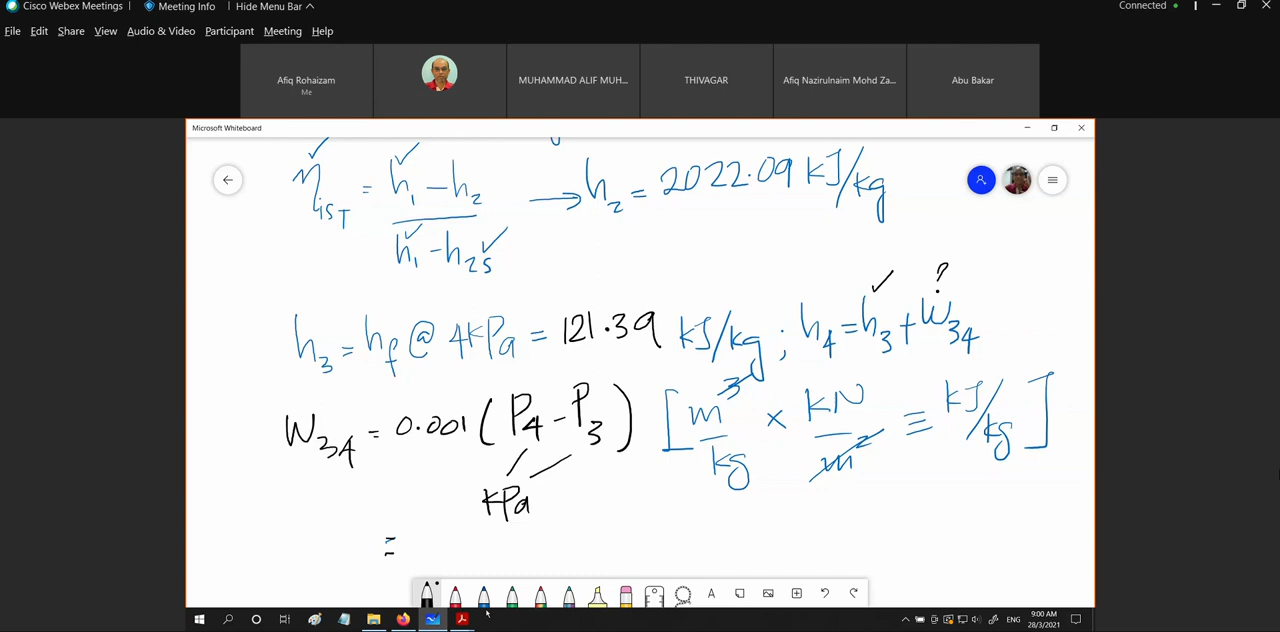 Cisco Webex Meetings | Meeting Info | Hide Menu Bar
Connected
File Edit Share View Audio & Video Participant Meeting Help
Afiq Rohaizam
Me
MUHAMMAD ALIF MUH...
THIVAGAR
Afiq Nazirulnaim Mohd Za...
Abu Bakar
Microsoft Whiteboard
η_isT = (h₁ - h₂) / (h₁ - h₂s) → h₂ = 2022.09 kJ/kg
h₃ = hf @ 4kPa = 121.39 kJ/kg ; h₄ = h₃ + W₃₄
?
W₃₄ = 0.001 (P₄ - P₃) [m³/kg × kN/m² ≡ kJ/kg]
kPa
=
A
ENG
9:00 AM
28/3/2021